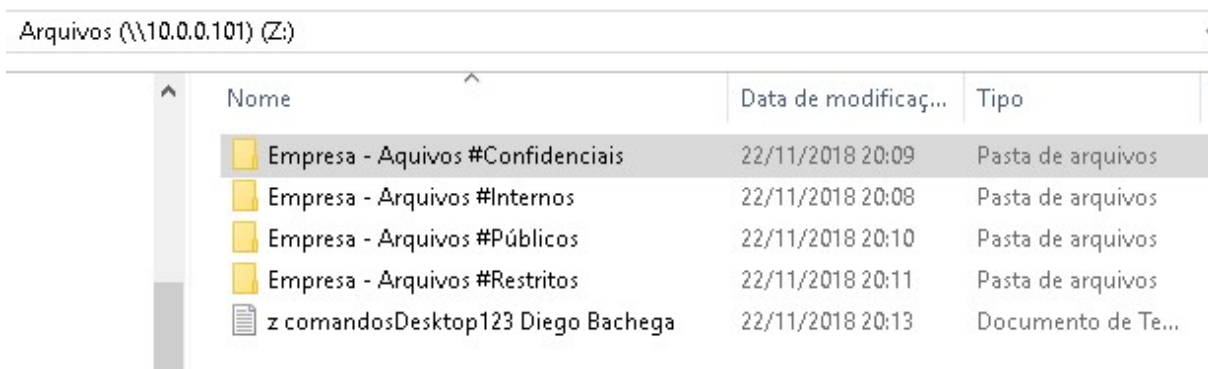 Arquivos (\\10.0.0.101) (Z:)
Nome Data de modificaç... Tipo
Empresa - Aquivos #Confidenciais 22/11/2018 20:09 Pasta de arquivos
Empresa - Arquivos #Internos 22/11/2018 20:08 Pasta de arquivos
Empresa - Arquivos #Públicos 22/11/2018 20:10 Pasta de arquivos
Empresa - Arquivos #Restritos 22/11/2018 20:11 Pasta de arquivos
z comandosDesktop123 Diego Bachega 22/11/2018 20:13 Documento de Te...